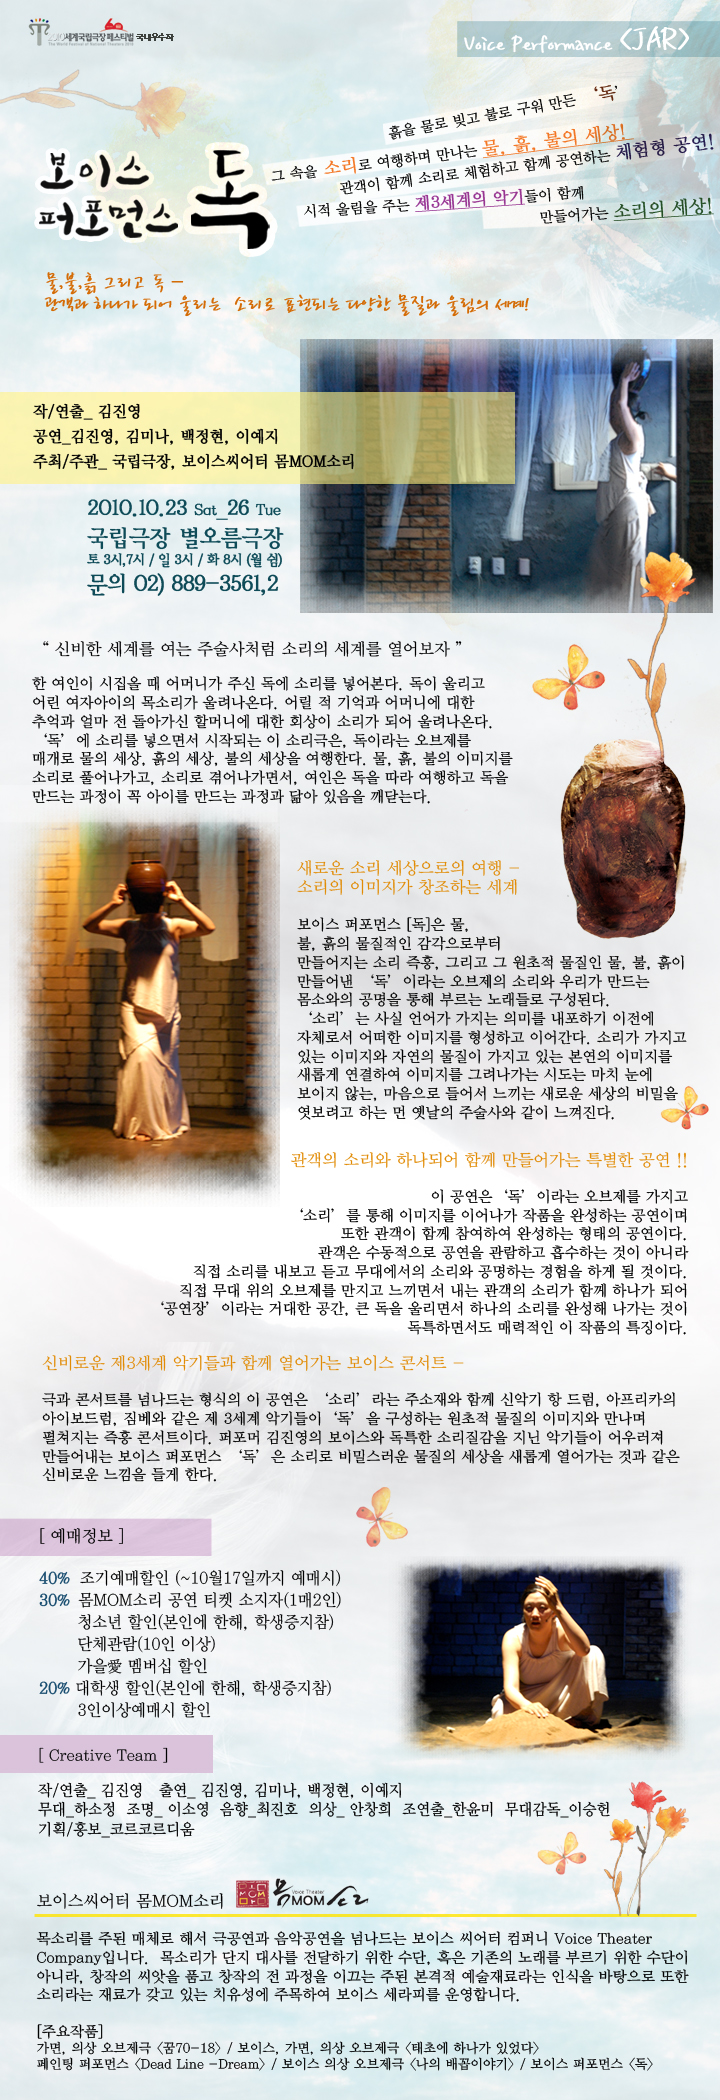 2010세계국립극장페스티벌 국내우수작
The World Festival of National Theaters 2010
Voice Performance <JAR>
흙을 물로 빚고 불로 구워 만든 ‘독’
그 속을 소리로 여행하며 만나는 물, 흙, 불의 세상!
관객이 함께 소리로 체험하고 함께 공연하는 체험형 공연!
시적 울림을 주는 제3세계의 악기들이 함께
만들어가는 소리의 세상!
보이스
퍼포먼스 독
물,불,흙 그리고 독 –
관객과 하나가 되어 울리는 소리로 표현되는 다양한 물질과 울림의 세계!
작/연출_ 김진영
공연_김진영, 김미나, 백정현, 이예지
주최/주관_ 국립극장, 보이스씨어터 몸MOM소리
2010.10.23 Sat_26 Tue
국립극장 별오름극장
토 3시,7시 / 일 3시 / 화 8시 (월 쉼)
문의 02) 889-3561,2
“ 신비한 세계를 여는 주술사처럼 소리의 세계를 열어보자 ”
한 여인이 시집올 때 어머니가 주신 독에 소리를 넣어본다. 독이 울리고
어린 여자아이의 목소리가 울려나온다. 어릴 적 기억과 어머니에 대한
추억과 얼마 전 돌아가신 할머니에 대한 회상이 소리가 되어 울려나온다.
‘독’에 소리를 넣으면서 시작되는 이 소리극은, 독이라는 오브제를
매개로 물의 세상, 흙의 세상, 불의 세상을 여행한다. 물, 흙, 불의 이미지를
소리로 풀어나가고, 소리로 겪어나가면서, 여인은 독을 따라 여행하고 독을
만드는 과정이 꼭 아이를 만드는 과정과 닮아 있음을 깨닫는다.
새로운 소리 세상으로의 여행 –
소리의 이미지가 창조하는 세계
보이스 퍼포먼스 [독]은 물,
불, 흙의 물질적인 감각으로부터
만들어지는 소리 즉흥, 그리고 그 원초적 물질인 물, 불, 흙이
만들어낸 ‘독’이라는 오브제의 소리와 우리가 만드는
몸소와의 공명을 통해 부르는 노래들로 구성된다.
‘소리’는 사실 언어가 가지는 의미를 내포하기 이전에
자체로서 어떠한 이미지를 형성하고 이어간다. 소리가 가지고
있는 이미지와 자연의 물질이 가지고 있는 본연의 이미지를
새롭게 연결하여 이미지를 그려나가는 시도는 마치 눈에
보이지 않는, 마음으로 들어서 느끼는 새로운 세상의 비밀을
엿보려고 하는 먼 옛날의 주술사와 같이 느껴진다.
관객의 소리와 하나되어 함께 만들어가는 특별한 공연 !!
이 공연은 ‘독’이라는 오브제를 가지고
‘소리’를 통해 이미지를 이어나가 작품을 완성하는 공연이며
또한 관객이 함께 참여하여 완성하는 형태의 공연이다.
관객은 수동적으로 공연을 관람하고 흡수하는 것이 아니라
직접 소리를 내보고 듣고 무대에서의 소리와 공명하는 경험을 하게 될 것이다.
직접 무대 위의 오브제를 만지고 느끼면서 내는 관객의 소리가 함께 하나가 되어
‘공연장’이라는 거대한 공간, 큰 독을 울리면서 하나의 소리를 완성해 나가는 것이
독특하면서도 매력적인 이 작품의 특징이다.
신비로운 제3세계 악기들과 함께 열어가는 보이스 콘서트 –
극과 콘서트를 넘나드는 형식의 이 공연은 ‘소리’라는 주소재와 함께 신악기 항 드럼, 아프리카의
아이보드럼, 짐베와 같은 제 3세계 악기들이 ‘독’을 구성하는 원초적 물질의 이미지와 만나며
펼쳐지는 즉흥 콘서트이다. 퍼포머 김진영의 보이스와 독특한 소리질감을 지닌 악기들이 어우러져
만들어내는 보이스 퍼포먼스 ‘독’은 소리로 비밀스러운 물질의 세상을 새롭게 열어가는 것과 같은
신비로운 느낌을 들게 한다.
[ 예매정보 ]
40% 조기예매할인 (~10월17일까지 예매시)
30% 몸MOM소리 공연 티켓 소지자(1매2인)
청소년 할인(본인에 한해, 학생증지참)
단체관람(10인 이상)
가을愛 멤버십 할인
20% 대학생 할인(본인에 한해, 학생증지참)
3인이상예매시 할인
[ Creative Team ]
작/연출_ 김진영 출연_ 김진영, 김미나, 백정현, 이예지
무대_하소정 조명_ 이소영 음향_최진호 의상_ 안창희 조연출_한윤미 무대감독_이승헌
기획/홍보_코르코르디움
보이스씨어터 몸MOM소리 몸 Voice Theater MOM 소리
목소리를 주된 매체로 해서 극공연과 음악공연을 넘나드는 보이스 씨어터 컴퍼니 Voice Theater
Company입니다. 목소리가 단지 대사를 전달하기 위한 수단, 혹은 기존의 노래를 부르기 위한 수단이
아니라, 창작의 씨앗을 품고 창작의 전 과정을 이끄는 주된 본격적 예술재료라는 인식을 바탕으로 또한
소리라는 재료가 갖고 있는 치유성에 주목하여 보이스 세라피를 운영합니다.
[주요작품]
가면, 의상 오브제극 <꿈70-18> / 보이스, 가면, 의상 오브제극 <태초에 하나가 있었다>
페인팅 퍼포먼스 <Dead Line -Dream> / 보이스 의상 오브제극 <나의 배꼽이야기> / 보이스 퍼포먼스 <독>